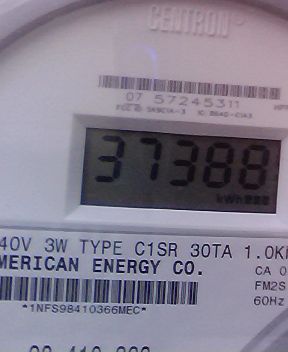 CENTRON
07 57245311
37388
kWh
40V 3W TYPE C1SR 30TA 1.0K
MERICAN ENERGY CO.
CA 0
FM2S
60Hz
*1NFS98410366MEC*